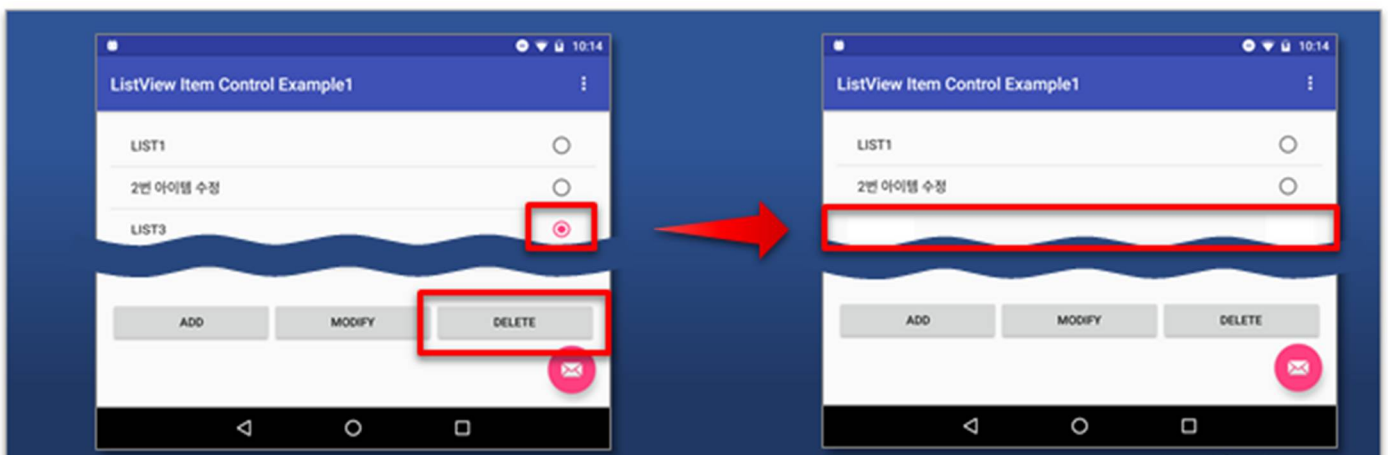 10:14
ListView Item Control Example1
LIST1
2번 아이템 수정
LIST3
ADD MODIFY DELETE
10:14
ListView Item Control Example1
LIST1
2번 아이템 수정
ADD MODIFY DELETE